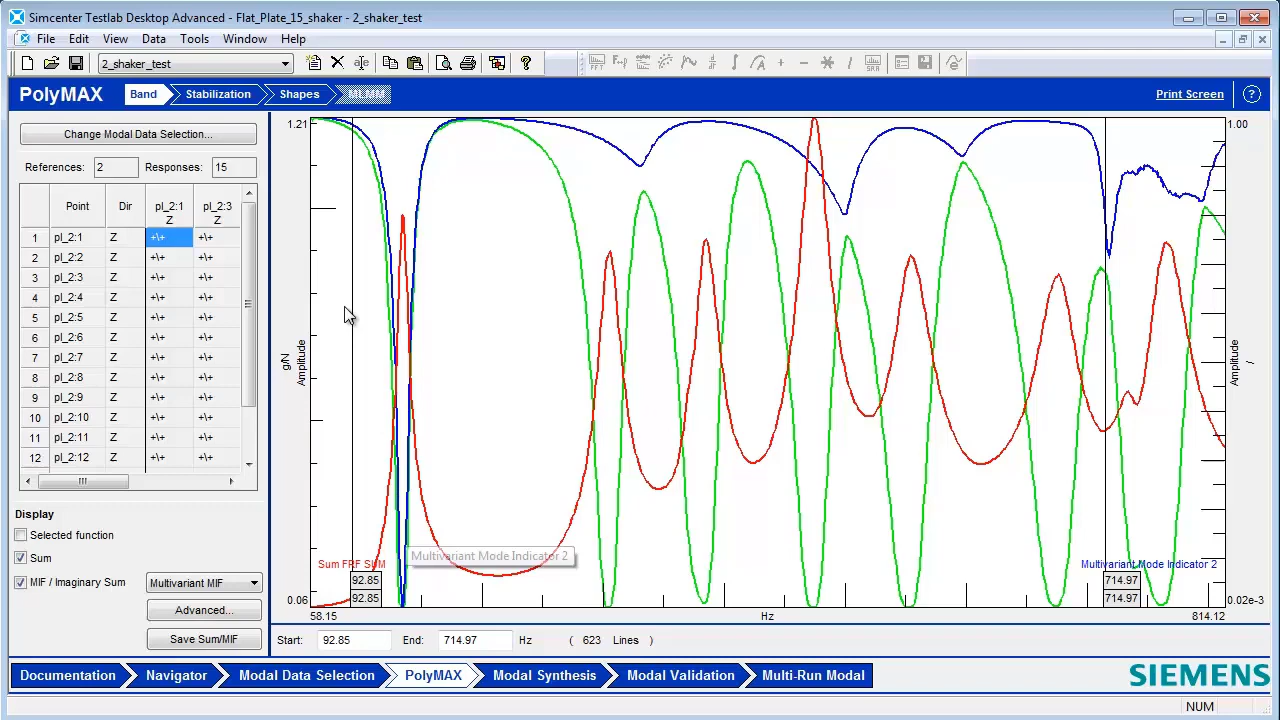 Simcenter Testlab Desktop Advanced - Flat_Plate_15_shaker - 2_shaker_test
File Edit View Data Tools Window Help
2_shaker_test
PolyMAX Band Stabilization Shapes Print Screen
Change Modal Data Selection...
References: 2 Responses: 15
Point Dir pl_2:1 Z pl_2:3 Z
1 pl_2:1 Z +\+ +\+
2 pl_2:2 Z +\+ +\+
3 pl_2:3 Z +\+ +\+
4 pl_2:4 Z +\+ +\+
5 pl_2:5 Z +\+ +\+
6 pl_2:6 Z +\+ +\+
7 pl_2:7 Z +\+ +\+
8 pl_2:8 Z +\+ +\+
9 pl_2:9 Z +\+ +\+
10 pl_2:10 Z +\+ +\+
11 pl_2:11 Z +\+ +\+
12 pl_2:12 Z +\+ +\+
Display
Selected function
Sum
MIF / Imaginary Sum Multivariant MIF
Advanced...
Save Sum/MIF
1.21 1.00
g/N
Amplitude
Amplitude
/
Multivariant Mode Indicator 2
Sum FRF SUM Multivariant Mode Indicator 2
92.85 714.97
92.85 714.97
0.06 0.02e-3
58.15 Hz 814.12
Start: 92.85 End: 714.97 Hz ( 623 Lines )
Documentation Navigator Modal Data Selection PolyMAX Modal Synthesis Modal Validation Multi-Run Modal
SIEMENS
NUM